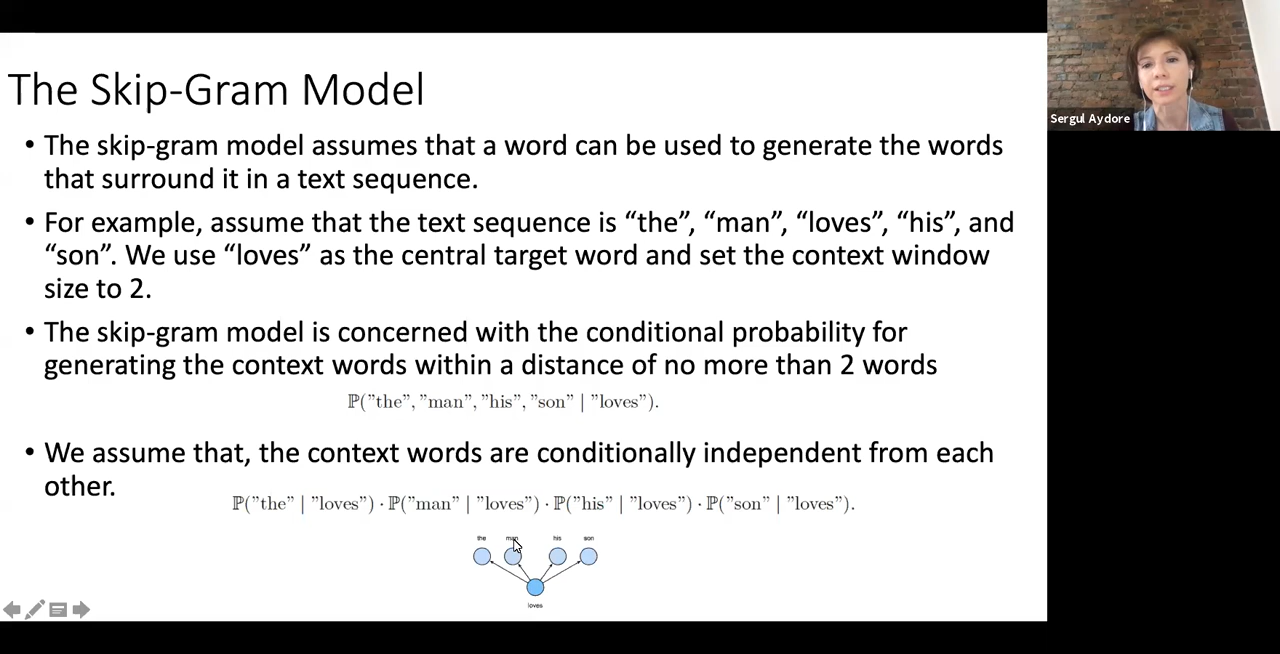 The Skip-Gram Model
• The skip-gram model assumes that a word can be used to generate the words
that surround it in a text sequence.
• For example, assume that the text sequence is “the”, “man”, “loves”, “his”, and
“son”. We use “loves” as the central target word and set the context window
size to 2.
• The skip-gram model is concerned with the conditional probability for
generating the context words within a distance of no more than 2 words
ℙ(”the”, ”man”, ”his”, ”son” | ”loves”).
• We assume that, the context words are conditionally independent from each
other.
ℙ(”the” | ”loves”) · ℙ(”man” | ”loves”) · ℙ(”his” | ”loves”) · ℙ(”son” | ”loves”).
the man his son
loves
Sergul Aydore